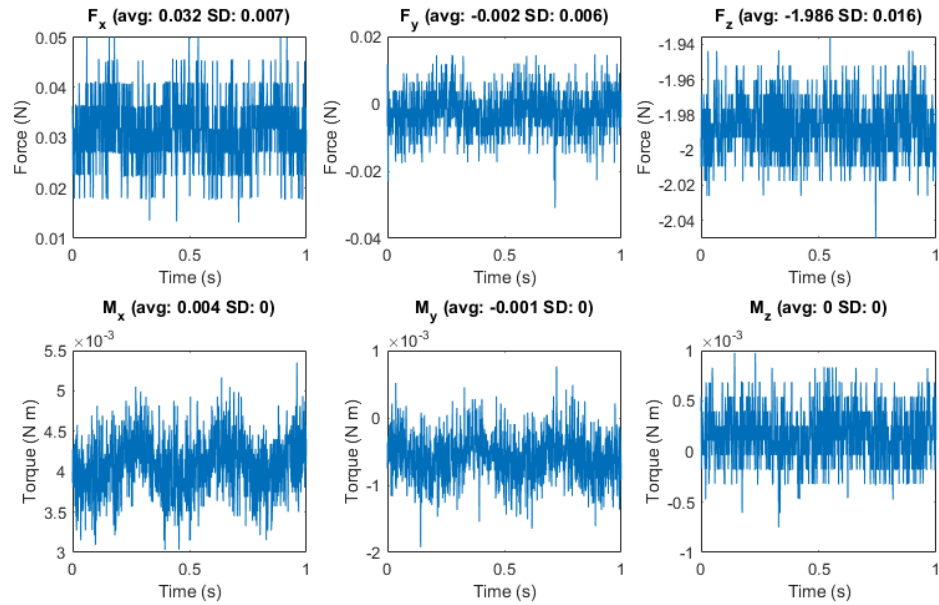 F_x (avg: 0.032 SD: 0.007)
0.05
0.04
0.03
0.02
0.01
Force (N)
0 0.5 1
Time (s)
F_y (avg: -0.002 SD: 0.006)
0.02
0
-0.02
-0.04
Force (N)
0 0.5 1
Time (s)
F_z (avg: -1.986 SD: 0.016)
-1.94
-1.96
-1.98
-2
-2.02
-2.04
Force (N)
0 0.5 1
Time (s)
M_x (avg: 0.004 SD: 0)
×10^-3
5.5
5
4.5
4
3.5
3
Torque (N m)
0 0.5 1
Time (s)
M_y (avg: -0.001 SD: 0)
×10^-3
1
0
-1
-2
Torque (N m)
0 0.5 1
Time (s)
M_z (avg: 0 SD: 0)
×10^-3
1
0.5
0
-0.5
-1
Torque (N m)
0 0.5 1
Time (s)